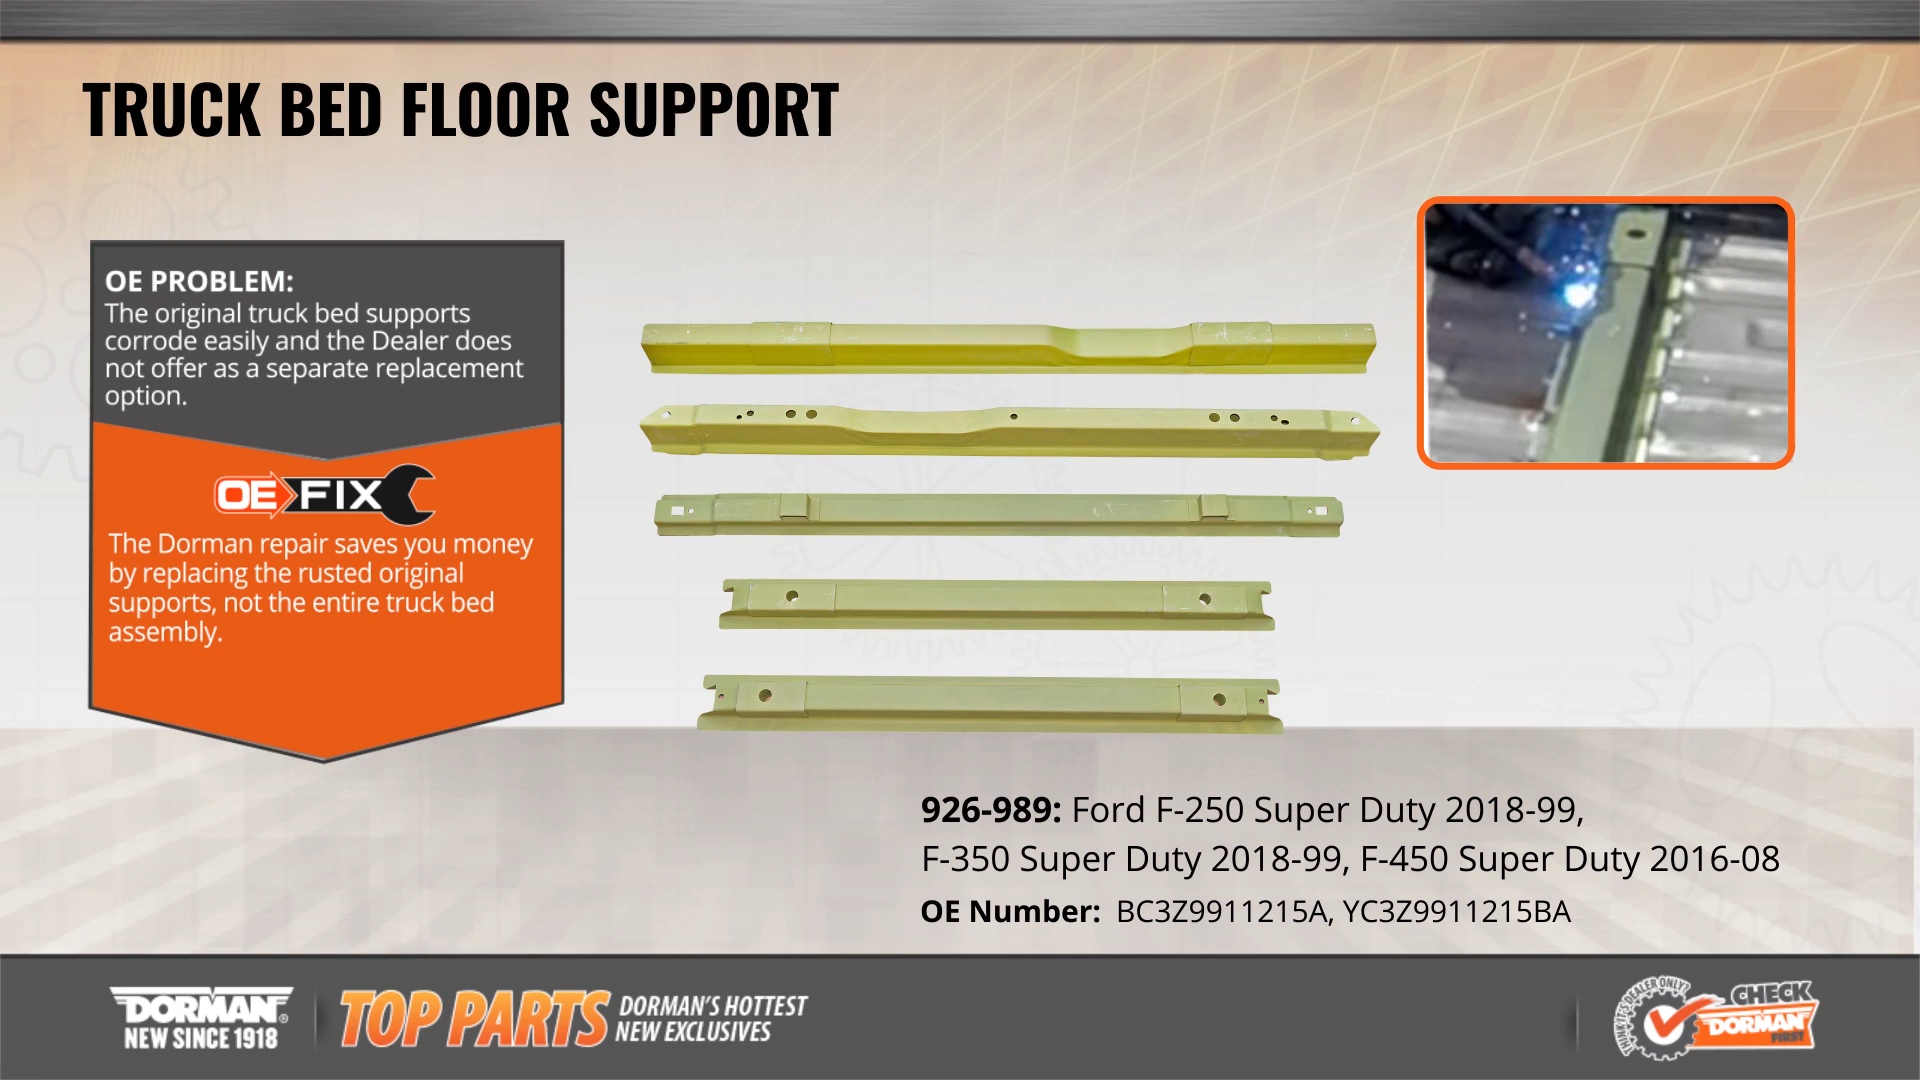 TRUCK BED FLOOR SUPPORT
OE PROBLEM:
The original truck bed supports
corrode easily and the Dealer does
not offer as a separate replacement
option.
OE FIX
The Dorman repair saves you money
by replacing the rusted original
supports, not the entire truck bed
assembly.
926-989: Ford F-250 Super Duty 2018-99,
F-350 Super Duty 2018-99, F-450 Super Duty 2016-08
OE Number: BC3Z9911215A, YC3Z9911215BA
DORMAN®
NEW SINCE 1918
TOP PARTS
DORMAN'S HOTTEST
NEW EXCLUSIVES
THINK IT'S DEALER ONLY?
CHECK
DORMAN
FIRST